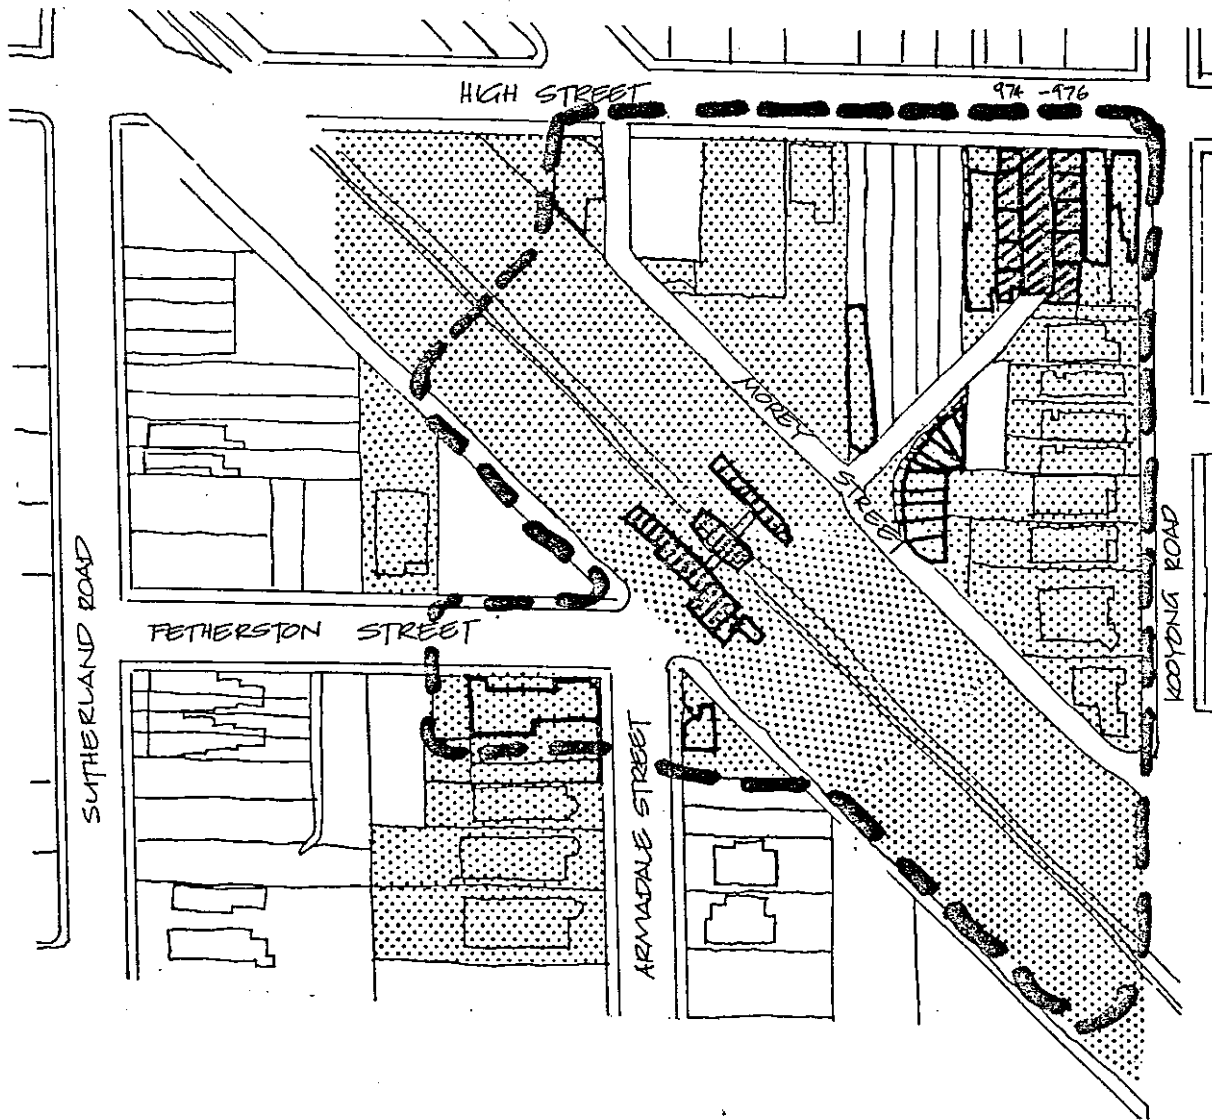 HIGH STREET
974 -976
MOREY
STREET
SUTHERLAND ROAD
FETHERSTON STREET
KOOYONG ROAD
ARMADALE STREET